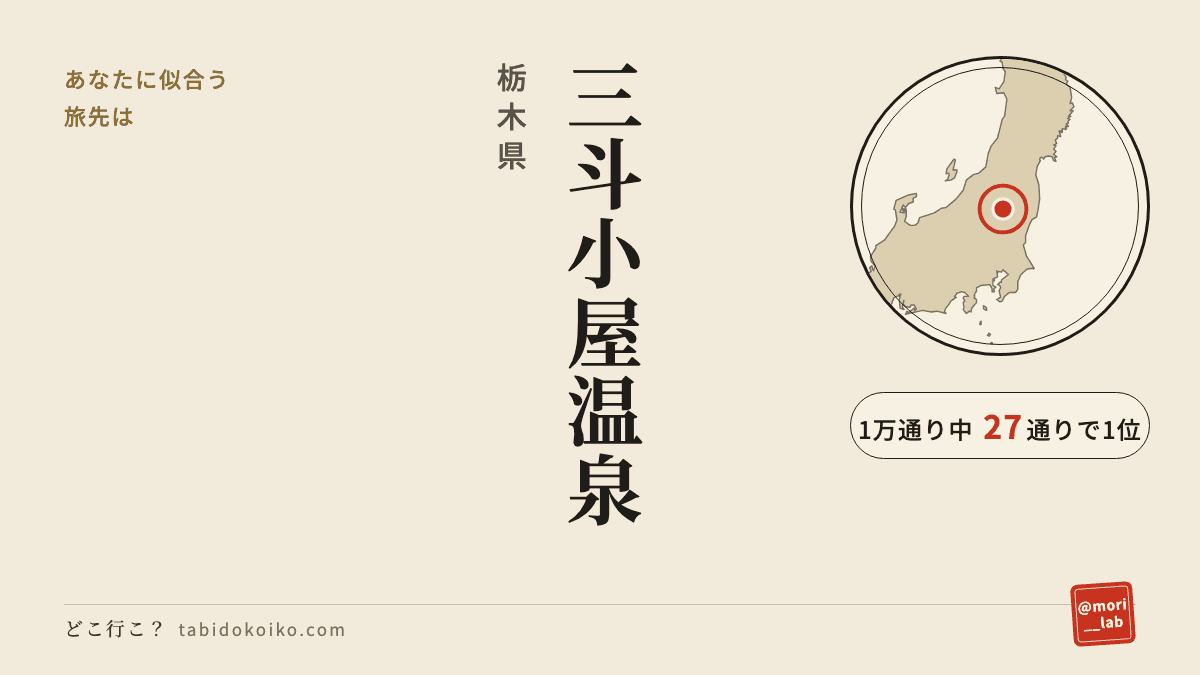 あなたに似合う
旅先は
三斗小屋温泉
栃木県
1万通り中 27通りで1位
どこ行こ？ tabidokoiko.com
@mori
__lab